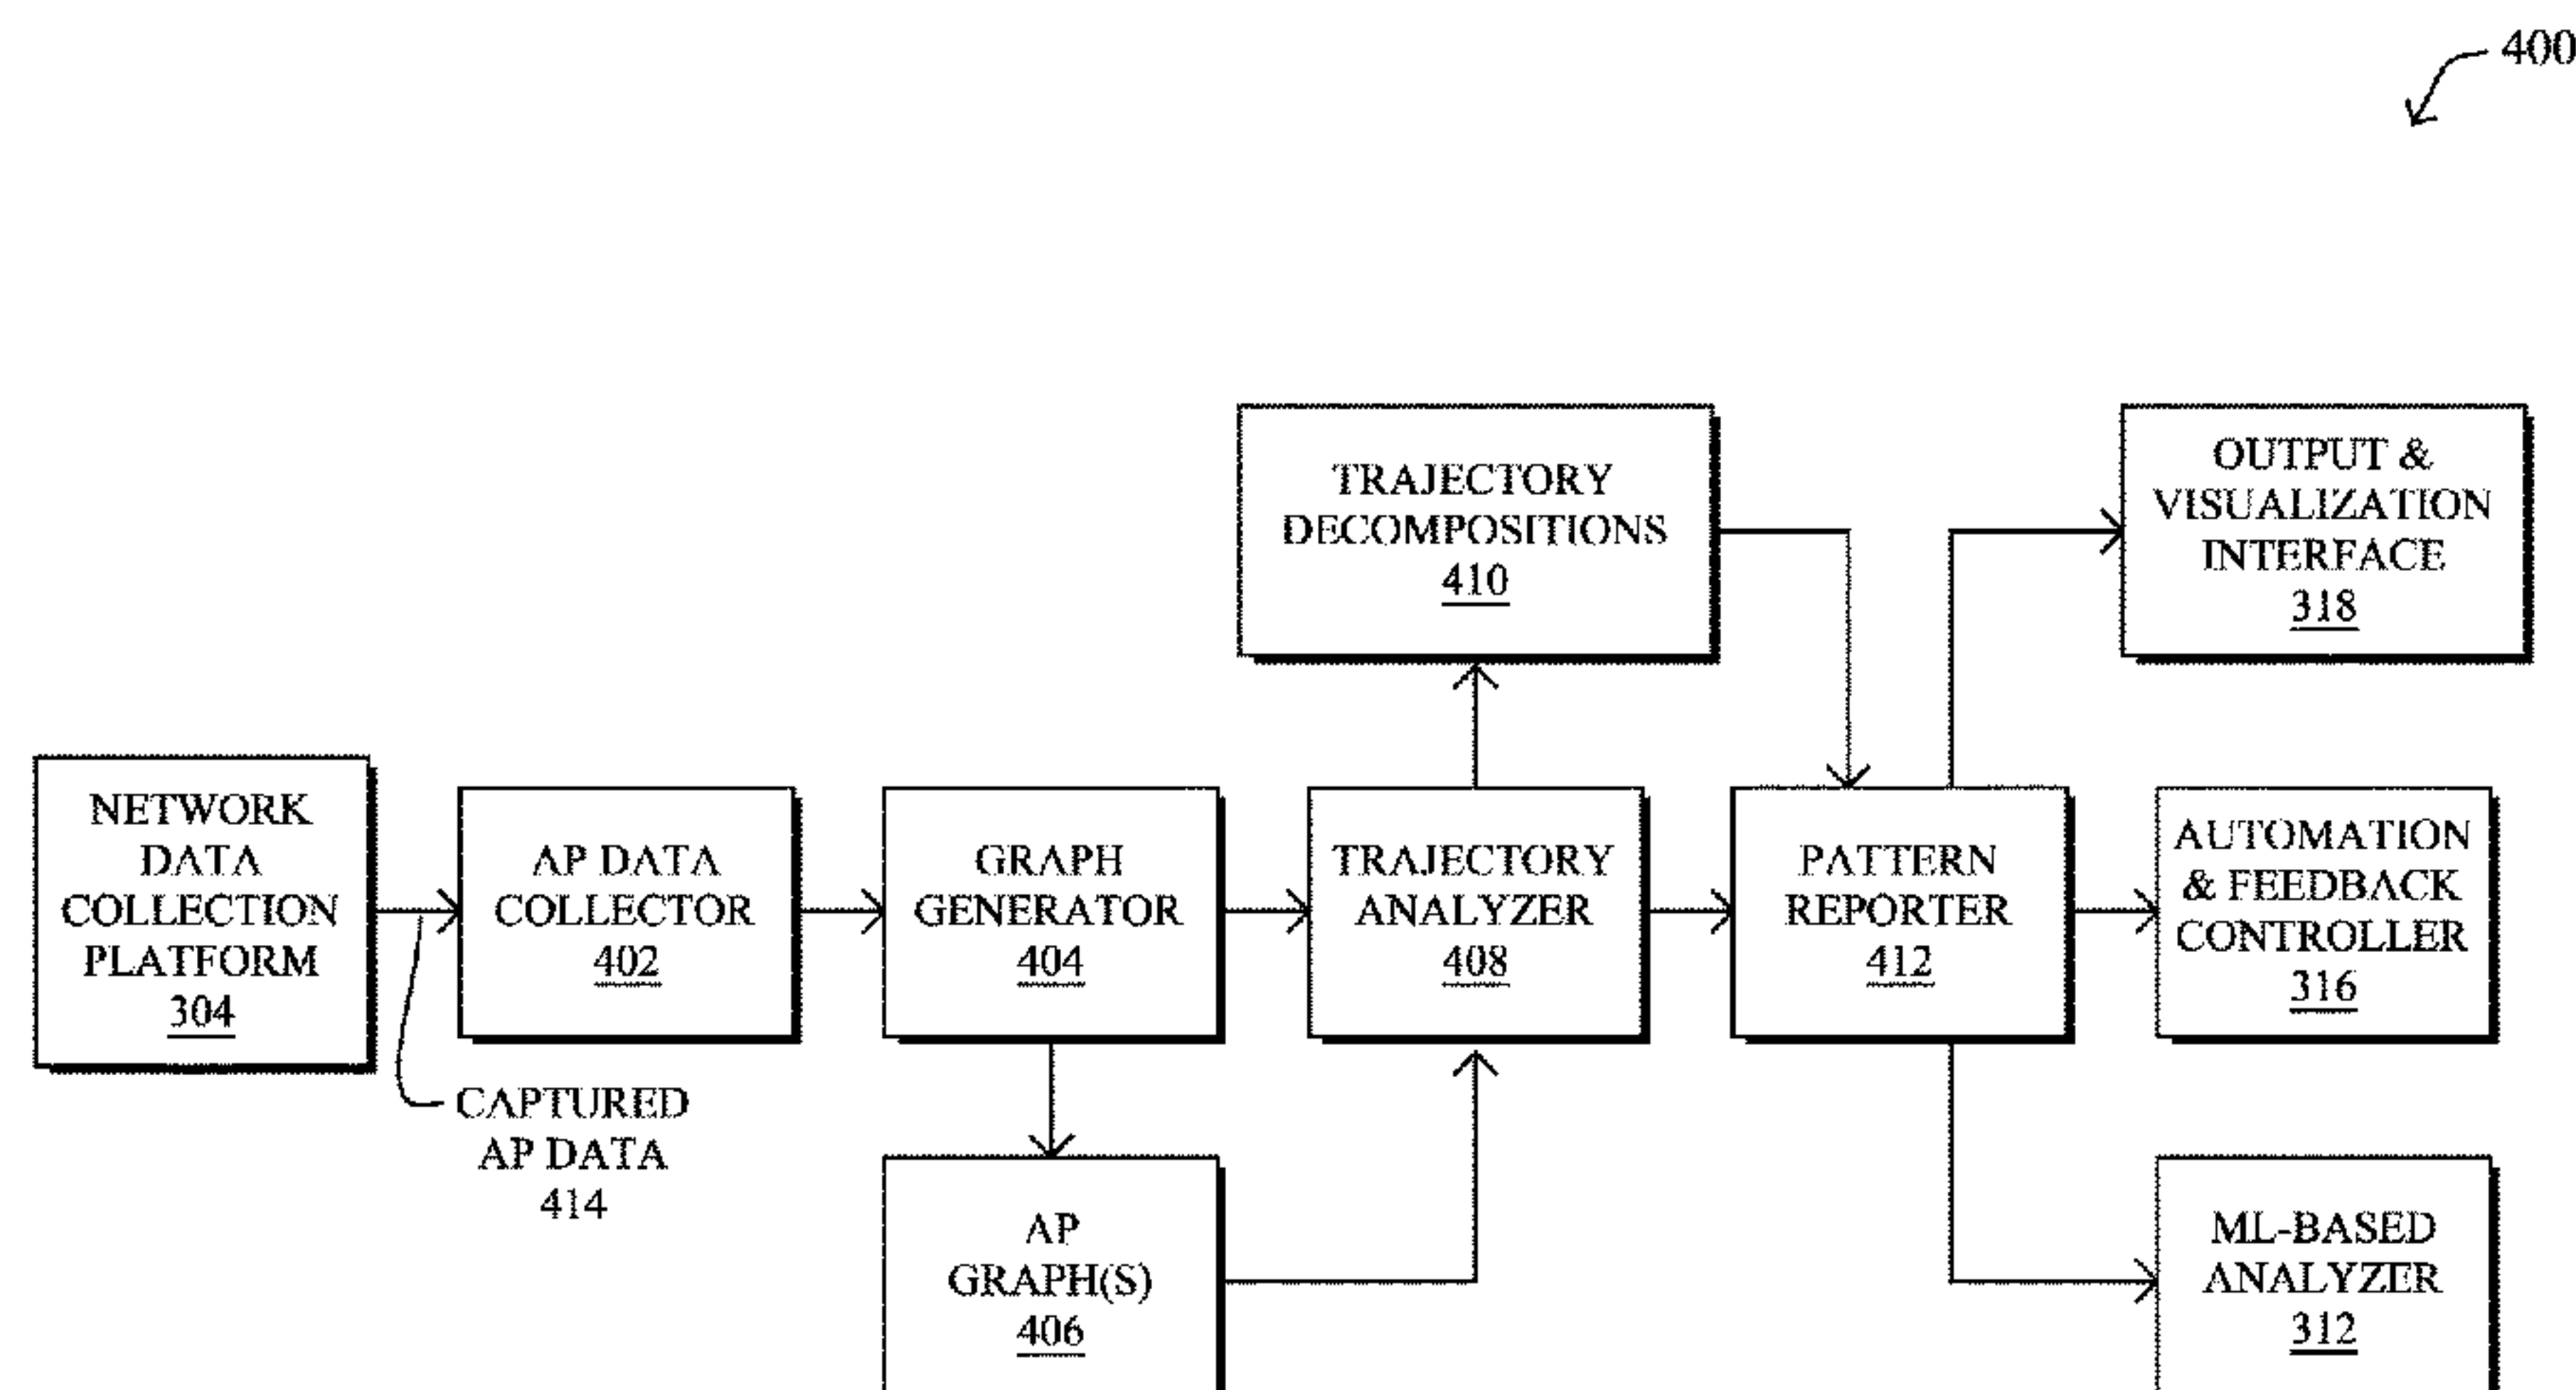 400
TRAJECTORY
DECOMPOSITIONS
410
OUTPUT &
VISUALIZATION
INTERFACE
318
NETWORK
DATA
COLLECTION
PLATFORM
304
AP DATA
COLLECTOR
402
GRAPH
GENERATOR
404
TRAJECTORY
ANALYZER
408
PATTERN
REPORTER
412
AUTOMATION
& FEEDBACK
CONTROLLER
316
CAPTURED
AP DATA
414
AP
GRAPH(S)
406
ML-BASED
ANALYZER
312